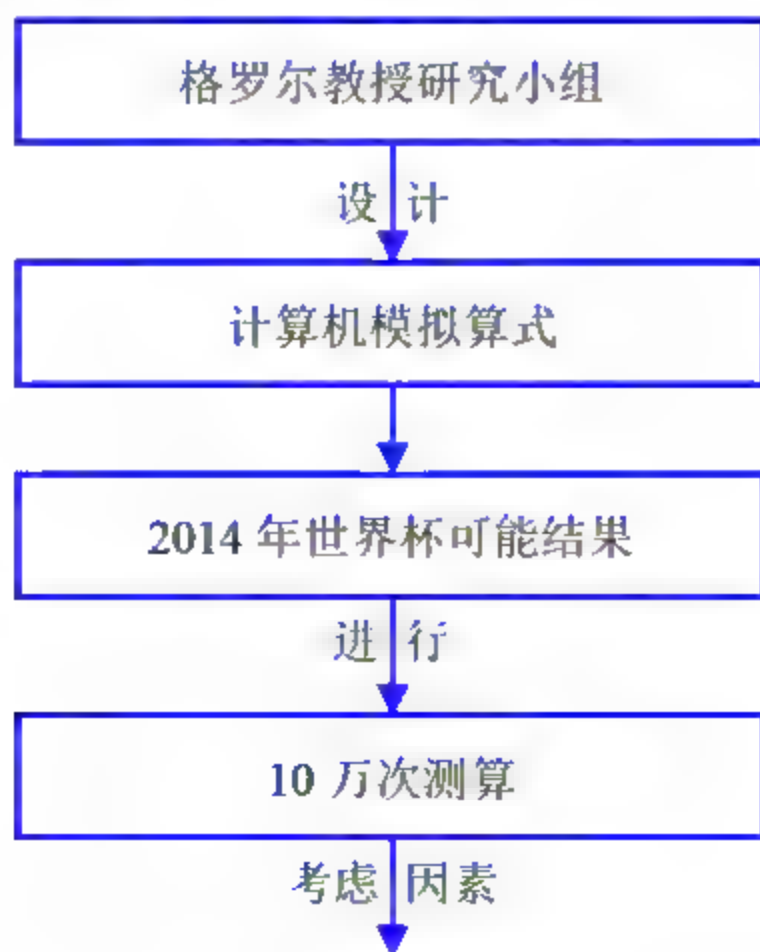 格罗尔教授研究小组
设计
计算机模拟算式
2014 年世界杯可能结果
进行
10 万次测算
考虑因素